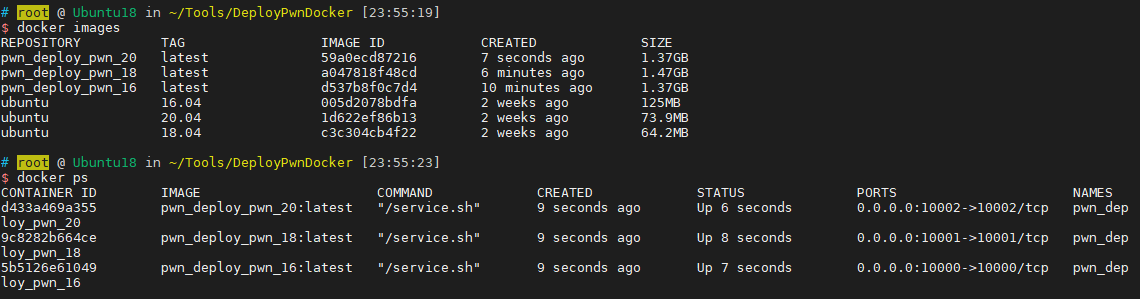 # root @ Ubuntu18 in ~/Tools/DeployPwnDocker [23:55:19]
$ docker images
REPOSITORY          TAG                 IMAGE ID            CREATED             SIZE
pwn_deploy_pwn_20   latest              59a0ecd87216        7 seconds ago       1.37GB
pwn_deploy_pwn_18   latest              a047818f48cd        6 minutes ago       1.47GB
pwn_deploy_pwn_16   latest              d537b8f0c7d4        10 minutes ago      1.37GB
ubuntu              16.04               005d2078bdfa        2 weeks ago         125MB
ubuntu              20.04               1d622ef86b13        2 weeks ago         73.9MB
ubuntu              18.04               c3c304cb4f22        2 weeks ago         64.2MB
# root @ Ubuntu18 in ~/Tools/DeployPwnDocker [23:55:23]
$ docker ps
CONTAINER ID        IMAGE                      COMMAND             CREATED             STATUS              PORTS                      NAMES
d433a469a355        pwn_deploy_pwn_20:latest   "/service.sh"       9 seconds ago       Up 6 seconds        0.0.0.0:10002->10002/tcp   pwn_dep
loy_pwn_20
9c8282b664ce        pwn_deploy_pwn_18:latest   "/service.sh"       9 seconds ago       Up 8 seconds        0.0.0.0:10001->10001/tcp   pwn_dep
loy_pwn_18
5b5126e61049        pwn_deploy_pwn_16:latest   "/service.sh"       9 seconds ago       Up 7 seconds        0.0.0.0:10000->10000/tcp   pwn_dep
loy_pwn_16